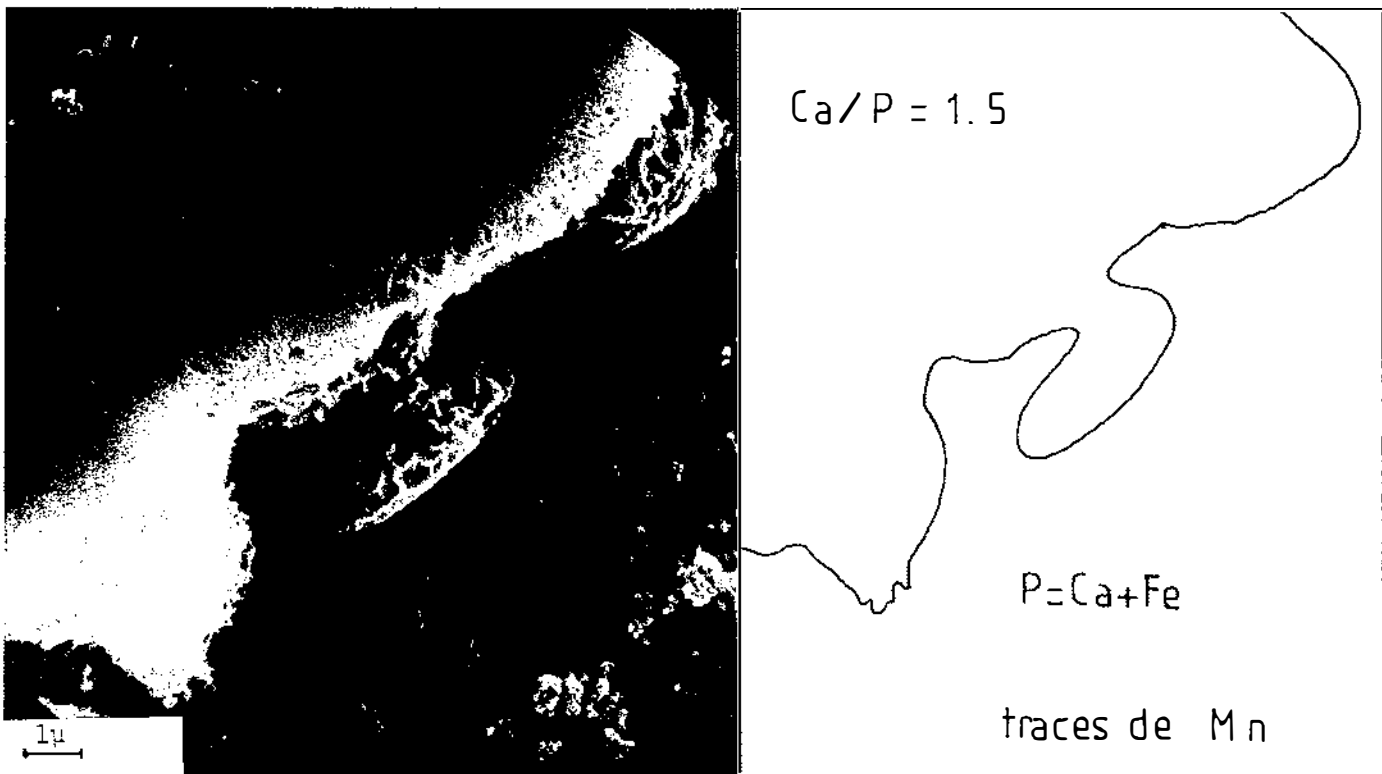 Ca/P = 1.5
P=Ca+Fe
traces de Mn
1µ